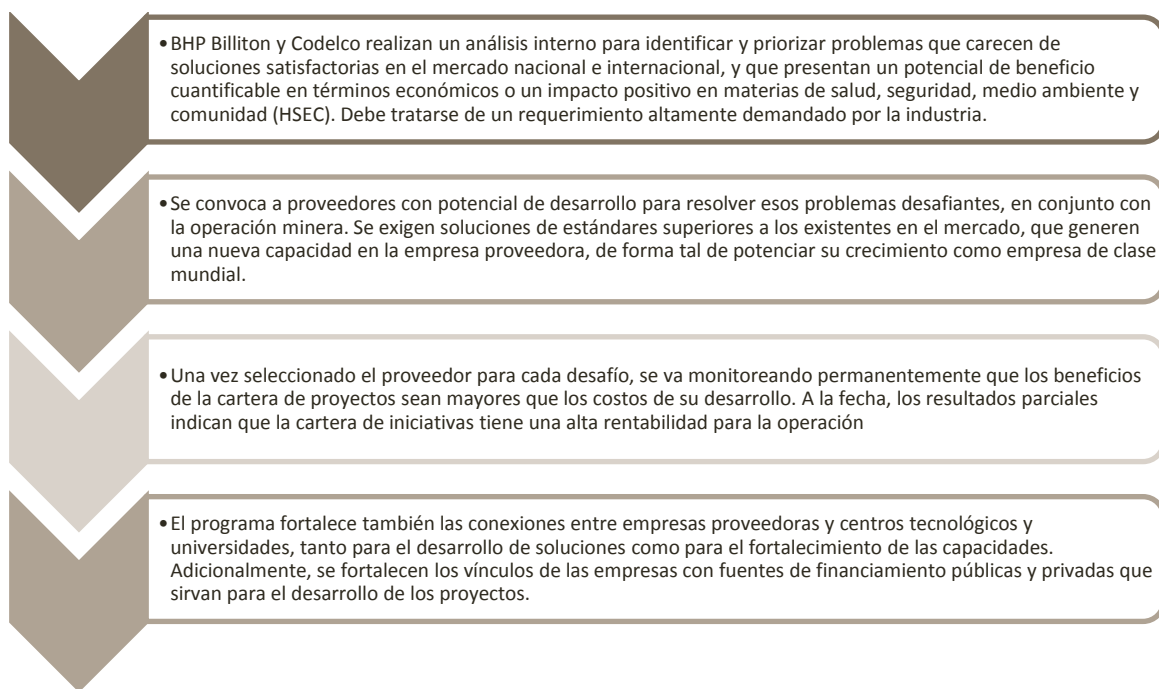 •BHP Billiton y Codelco realizan un análisis interno para identificar y priorizar problemas que carecen de
soluciones satisfactorias en el mercado nacional e internacional, y que presentan un potencial de beneficio
cuantificable en términos económicos o un impacto positivo en materias de salud, seguridad, medio ambiente y
comunidad (HSEC). Debe tratarse de un requerimiento altamente demandado por la industria.
•Se convoca a proveedores con potencial de desarrollo para resolver esos problemas desafiantes, en conjunto con
la operación minera. Se exigen soluciones de estándares superiores a los existentes en el mercado, que generen
una nueva capacidad en la empresa proveedora, de forma tal de potenciar su crecimiento como empresa de clase
mundial.
•Una vez seleccionado el proveedor para cada desafío, se va monitoreando permanentemente que los beneficios
de la cartera de proyectos sean mayores que los costos de su desarrollo. A la fecha, los resultados parciales
indican que la cartera de iniciativas tiene una alta rentabilidad para la operación
•El programa fortalece también las conexiones entre empresas proveedoras y centros tecnológicos y
universidades, tanto para el desarrollo de soluciones como para el fortalecimiento de las capacidades.
Adicionalmente, se fortalecen los vínculos de las empresas con fuentes de financiamiento públicas y privadas que
sirvan para el desarrollo de los proyectos.